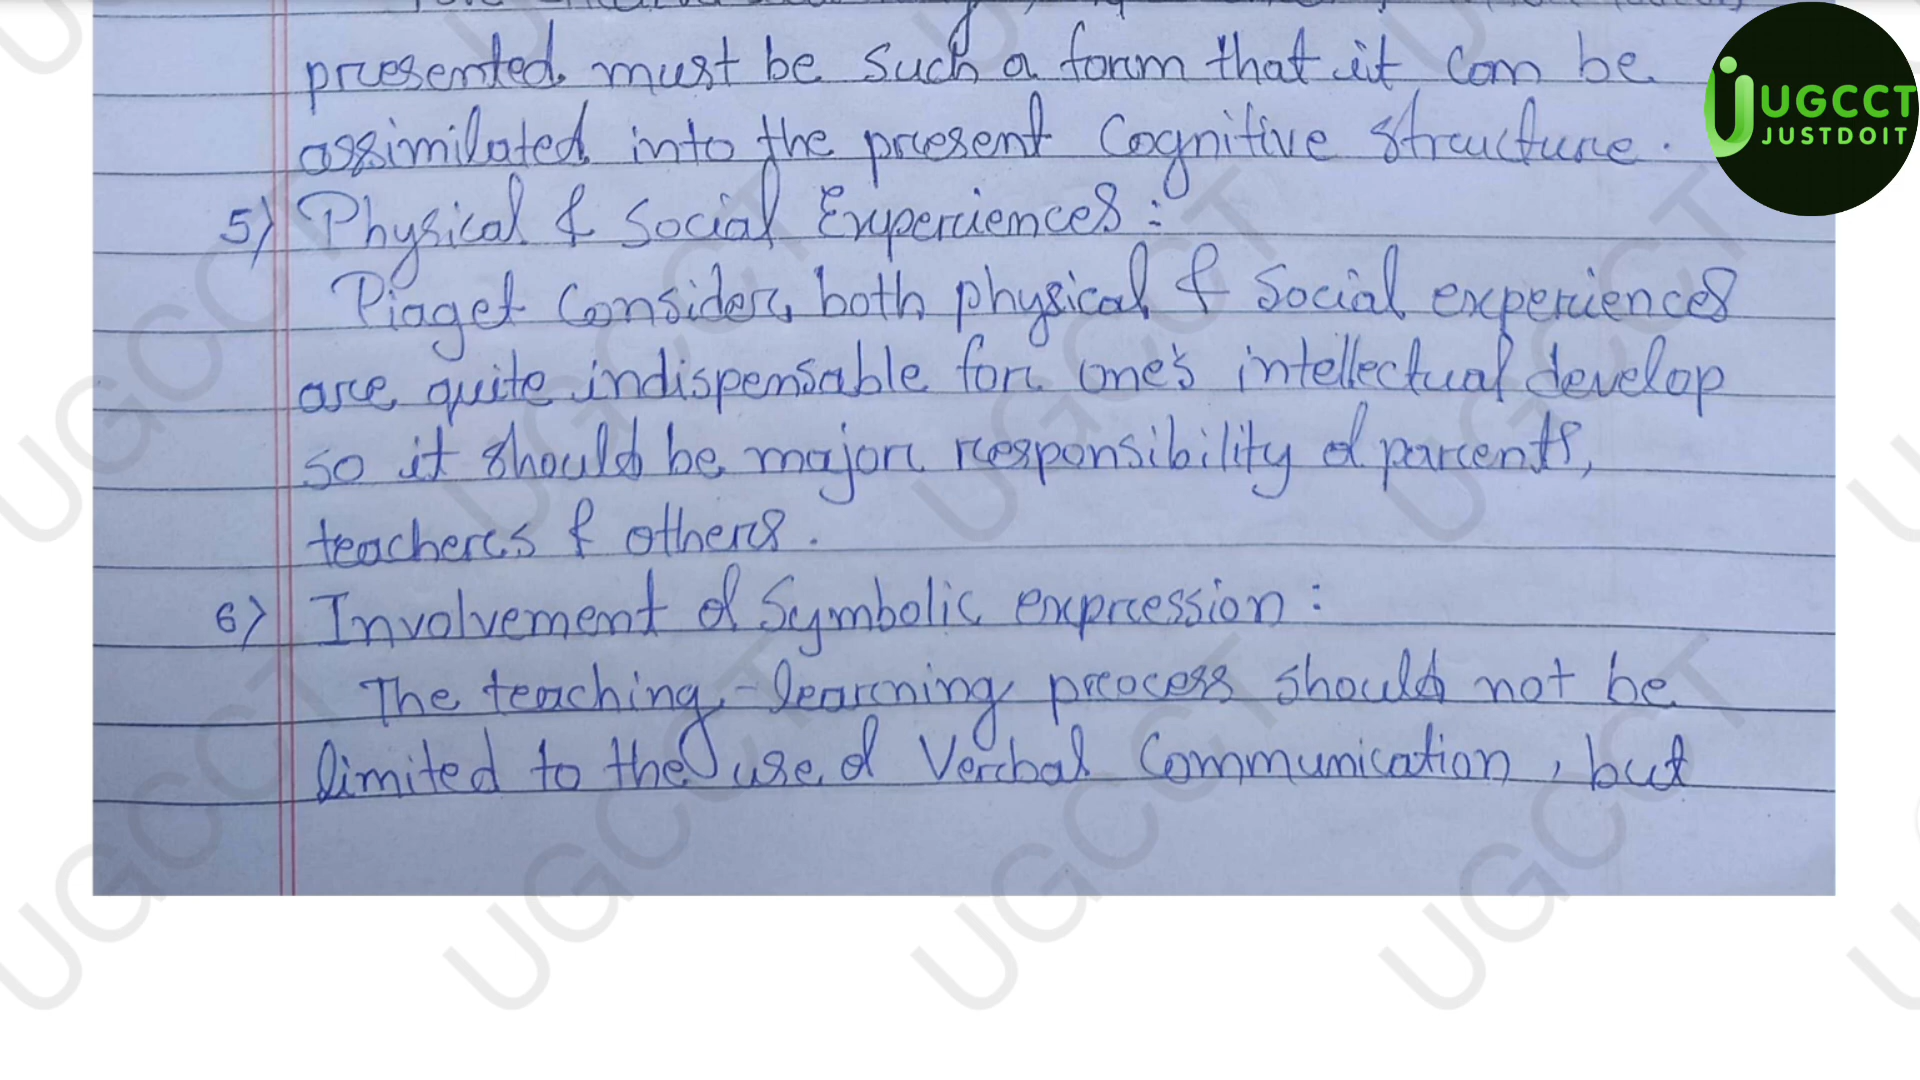 presented must be such a form that it can be
assimilated into the present Cognitive structure.
5) Physical & Social Experiences:
Piaget Consider both physical & Social experiences
are quite indispensable for one's intellectual develop
so it should be major responsibility of parents,
teachers & others.
6) Involvement of Symbolic expression:
The teaching-learning process should not be
limited to the use of Verbal Communication, but
UGCCT
JUSTDOIT